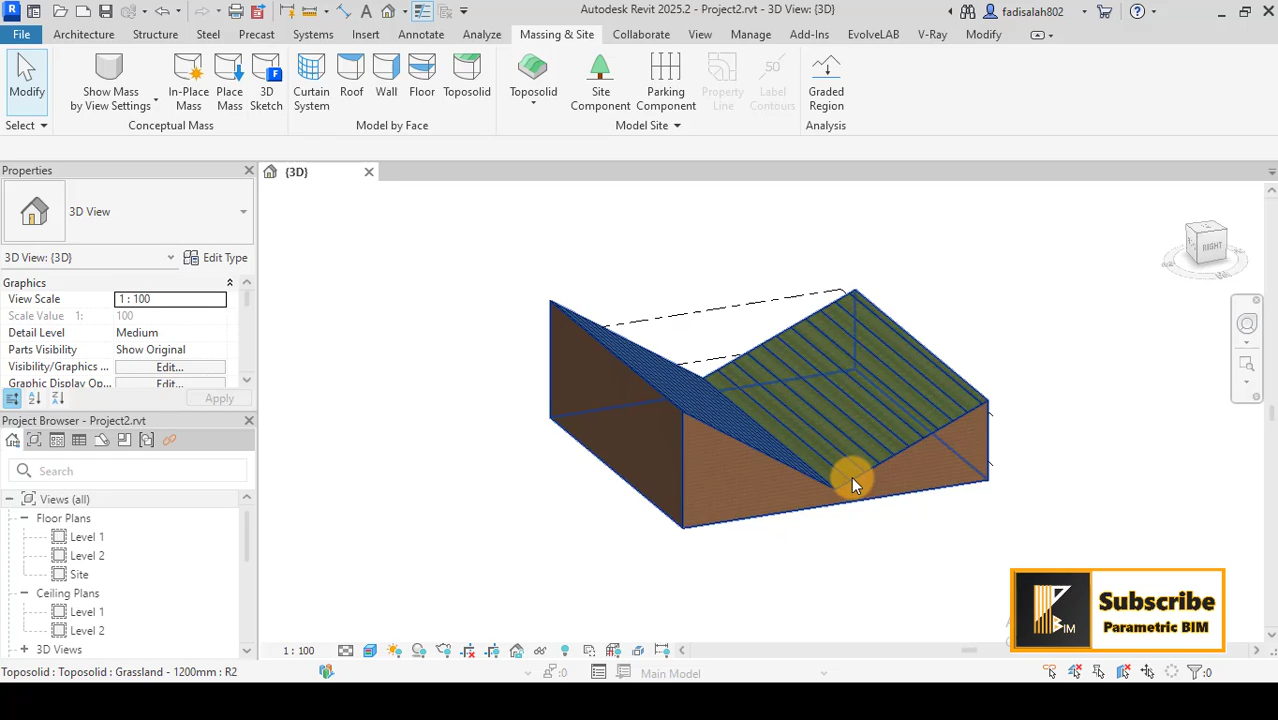 Autodesk Revit 2025.2 - Project2.rvt - 3D View: {3D}
fadisalah802
File
Architecture
Structure
Steel
Precast
Systems
Insert
Annotate
Analyze
Massing & Site
Collaborate
View
Manage
Add-Ins
EvolveLAB
V-Ray
Modify
Modify
Show Mass
by View Settings
In-Place
Mass
Place
Mass
3D
Sketch
Curtain
System
Roof
Wall
Floor
Toposolid
Toposolid
Site
Component
Parking
Component
Property
Line
50
Label
Contours
Graded
Region
Select
Conceptual Mass
Model by Face
Model Site
Analysis
Properties
{3D}
3D View
3D View: {3D}
Edit Type
Graphics
View Scale
1 : 100
Scale Value 1:
100
Detail Level
Medium
Parts Visibility
Show Original
Visibility/Graphics ...
Edit...
Graphic Display Op...
Edit...
Apply
RIGHT
Project Browser - Project2.rvt
Search
Views (all)
Floor Plans
Level 1
Level 2
Site
Ceiling Plans
Level 1
Level 2
3D Views
1 : 100
BIM
Subscribe
Parametric BIM
Toposolid : Toposolid : Grassland - 1200mm : R2
:0
Main Model
:0